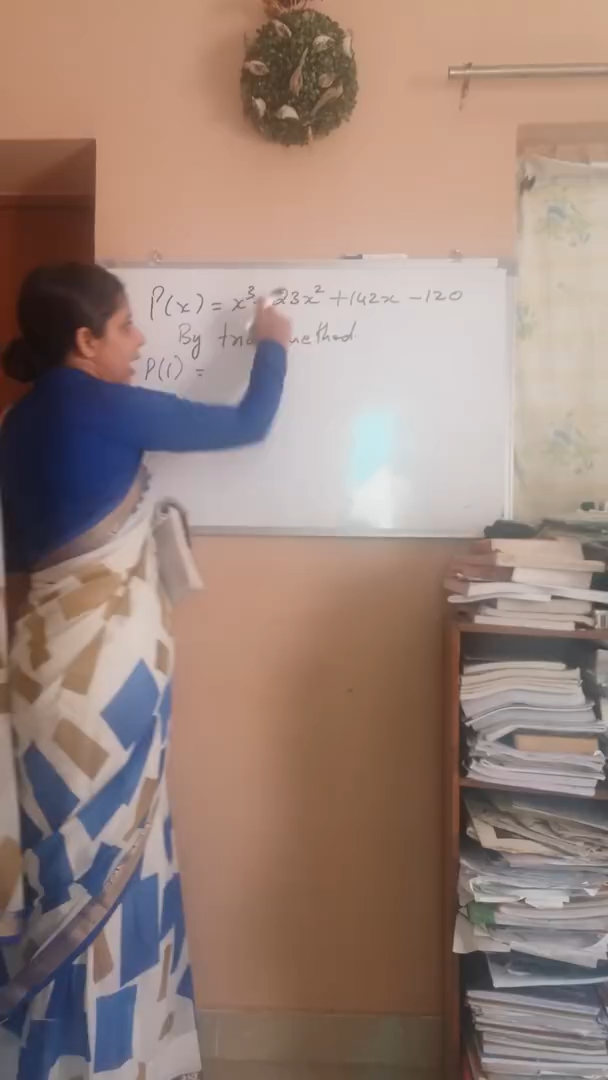 P(x) = x³ - 23x² + 142x - 120
By method
P(1) =